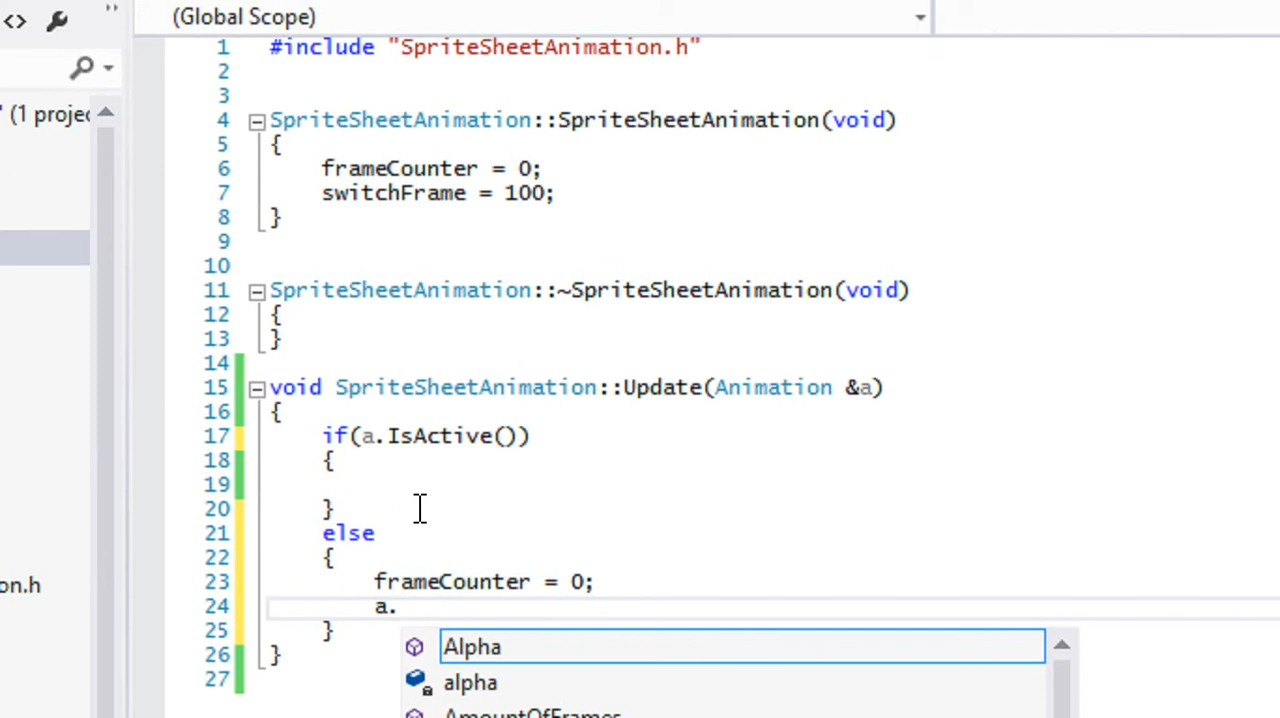 (Global Scope)
1 #include "SpriteSheetAnimation.h"
2
3
4 SpriteSheetAnimation::SpriteSheetAnimation(void)
5 {
6 frameCounter = 0;
7 switchFrame = 100;
8 }
9
10
11 SpriteSheetAnimation::~SpriteSheetAnimation(void)
12 {
13 }
14
15 void SpriteSheetAnimation::Update(Animation &a)
16 {
17 if(a.IsActive())
18 {
19
20 }
21 else
22 {
23 frameCounter = 0;
24 a.
25 }
26 }
27
Alpha
alpha
AmountOfFrames
(1 projec
on.h